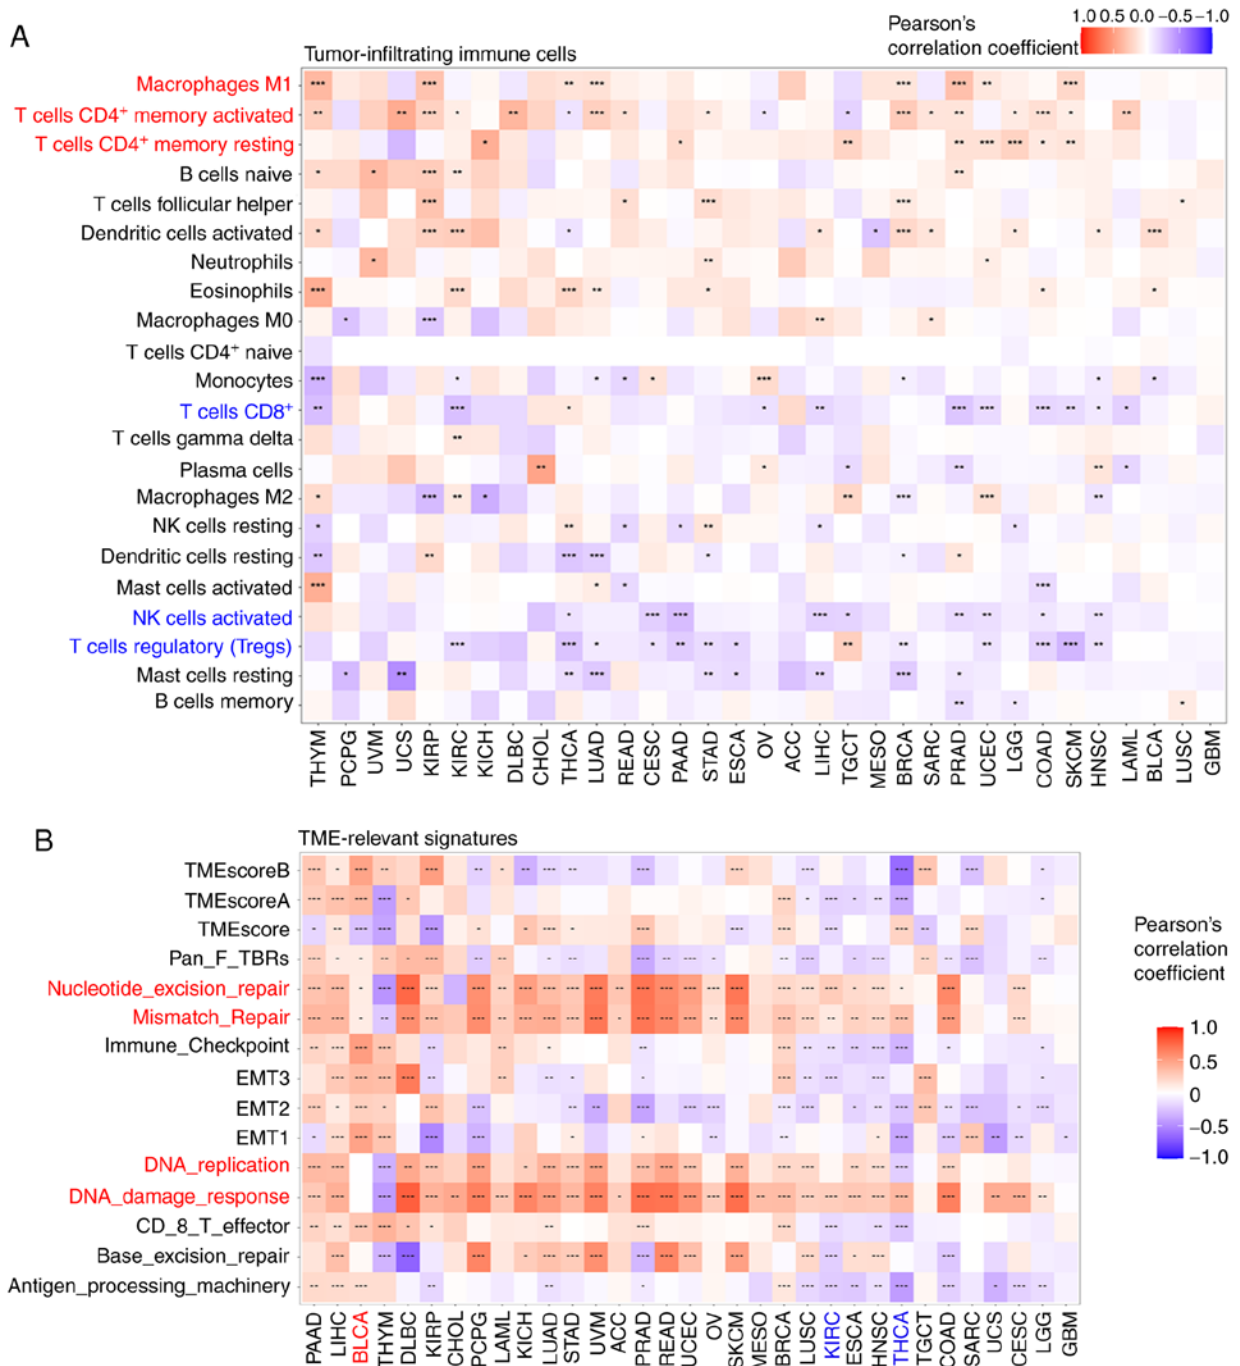 A
Pearson's
correlation coefficient
1.0 0.5 0.0 −0.5 −1.0
Tumor-infiltrating immune cells
Macrophages M1
T cells CD4⁺ memory activated
T cells CD4⁺ memory resting
B cells naive
T cells follicular helper
Dendritic cells activated
Neutrophils
Eosinophils
Macrophages M0
T cells CD4⁺ naive
Monocytes
T cells CD8⁺
T cells gamma delta
Plasma cells
Macrophages M2
NK cells resting
Dendritic cells resting
Mast cells activated
NK cells activated
T cells regulatory (Tregs)
Mast cells resting
B cells memory
THYM PCPG UVM UCS KIRP KIRC KICH DLBC CHOL THCA LUAD READ CESC PAAD STAD ESCA OV ACC LIHC TGCT MESO BRCA SARC PRAD UCEC LGG COAD SKCM HNSC LAML BLCA LUSC GBM
B
TME-relevant signatures
TMEscoreB
TMEscoreA
TMEscore
Pan_F_TBRs
Nucleotide_excision_repair
Mismatch_Repair
Immune_Checkpoint
EMT3
EMT2
EMT1
DNA_replication
DNA_damage_response
CD_8_T_effector
Base_excision_repair
Antigen_processing_machinery
Pearson's
correlation
coefficient
1.0
0.5
0
−0.5
−1.0
PAAD LIHC BLCA THYM DLBC KIRP CHOL PCPG LAML KICH LUAD STAD UVM ACC PRAD READ UCEC OV SKCM MESO BRCA LUSC KIRC ESCA HNSC THCA TGCT COAD SARC UCS CESC LGG GBM